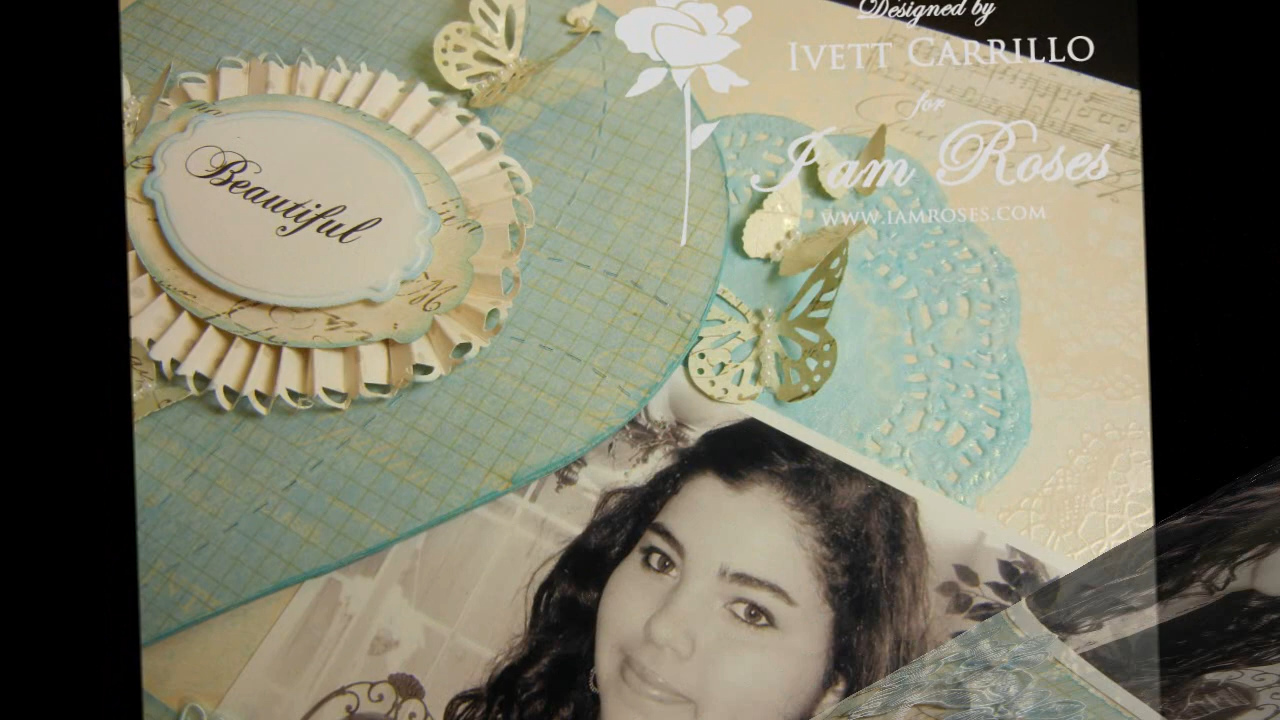 Beautiful
Designed by
IVETT CARRILLO
for
I am Roses
WWW.IAMROSES.COM